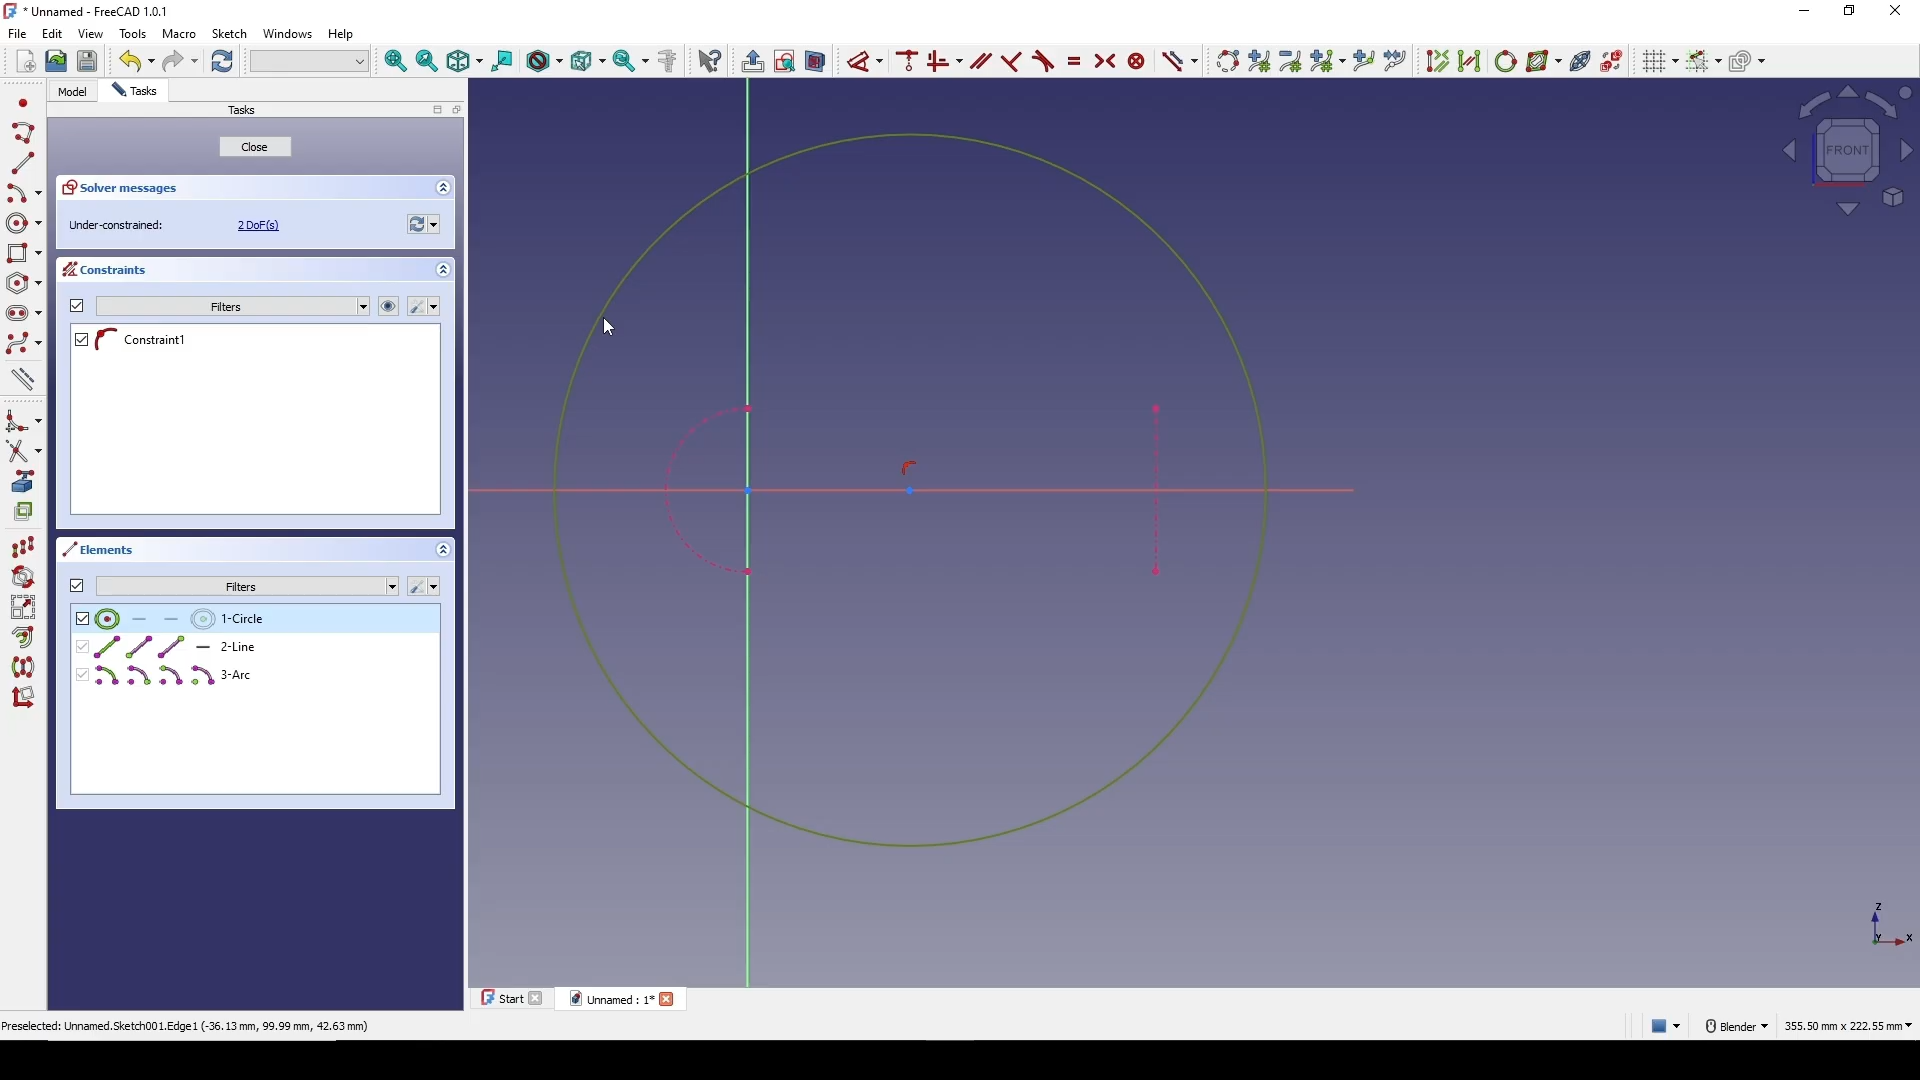 * Unnamed - FreeCAD 1.0.1
File Edit View Tools Macro Sketch Windows Help
Model Tasks
Tasks
Close
FRONT
Solver messages
Under-constrained: 2 DoF(s)
Constraints
Filters
Constraint1
Elements
Filters
1-Circle
2-Line
3-Arc
Z
Y X
Start Unnamed : 1*
Preselected: Unnamed.Sketch001.Edge1 (-36.13 mm, 99.99 mm, 42.63 mm) Blender 355.50 mm x 222.55 mm